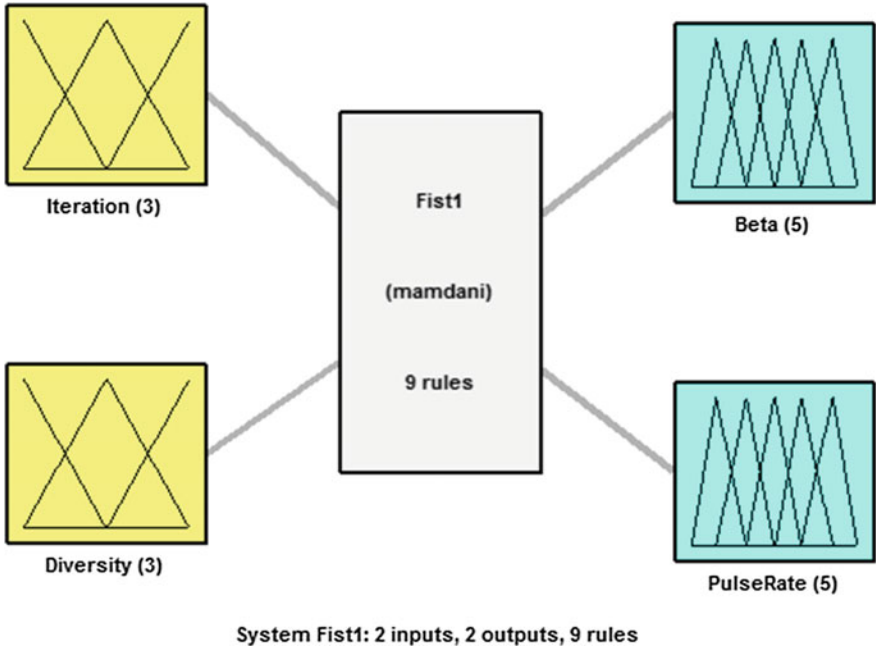 Iteration (3)
Fist1
(mamdani)
9 rules
Beta (5)
Diversity (3)
PulseRate (5)
System Fist1: 2 inputs, 2 outputs, 9 rules